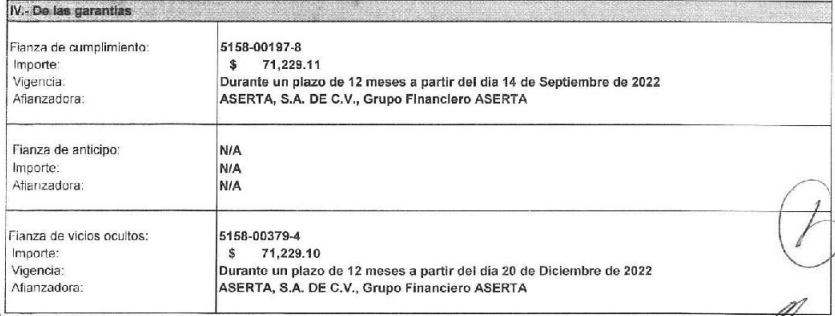 IV.- De las garantías
Fianza de cumplimiento: 5158-00197-8
Importe: $ 71,229.11
Vigencia: Durante un plazo de 12 meses a partir del día 14 de Septiembre de 2022
Afianzadora: ASERTA, S.A. DE C.V., Grupo Financiero ASERTA
Fianza de anticipo: N/A
Importe: N/A
Afianzadora: N/A
Fianza de vicios ocultos: 5158-00379-4
Importe: $ 71,229.10
Vigencia: Durante un plazo de 12 meses a partir del día 20 de Diciembre de 2022
Afianzadora: ASERTA, S.A. DE C.V., Grupo Financiero ASERTA